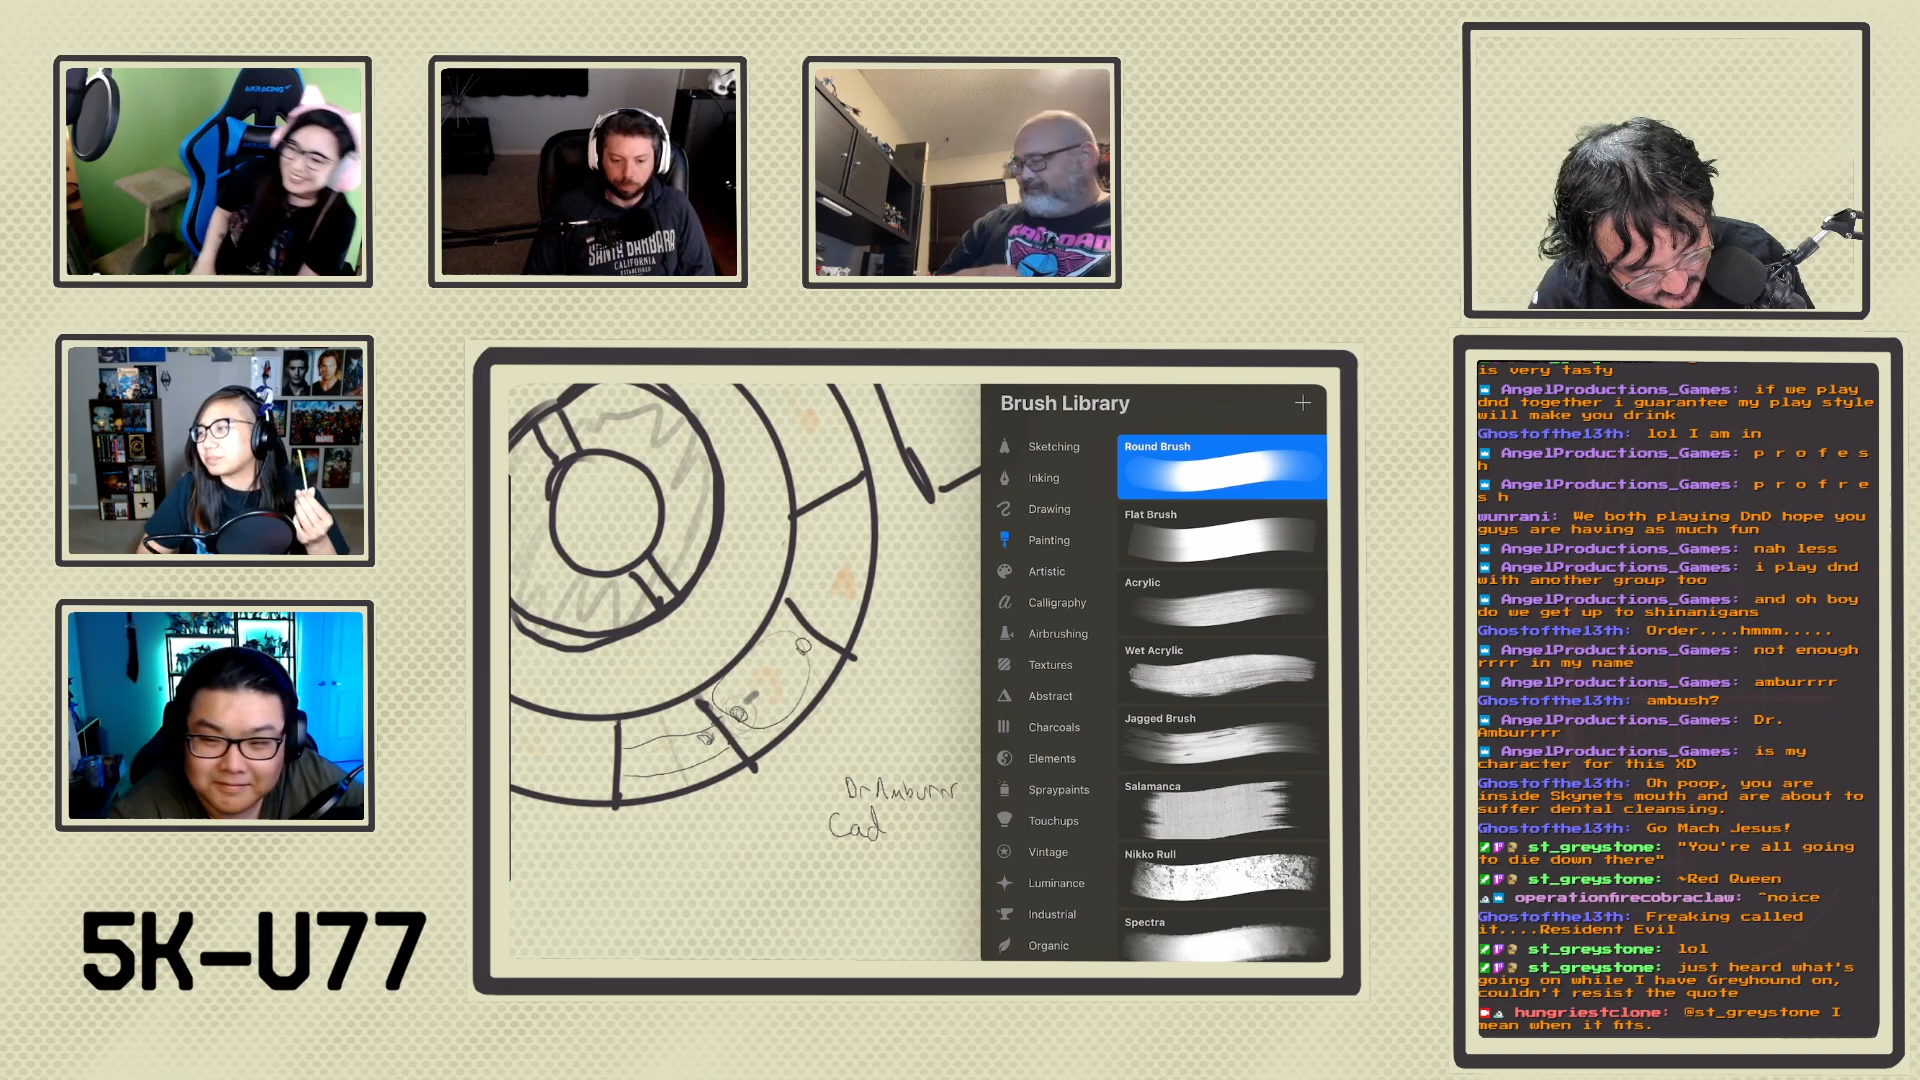 AKRACING
SANTA BARBARA
CALIFORNIA
RAD DAD
5K-U77
Dr Amburrr
Cad
Brush Library
Sketching
Inking
Drawing
Painting
Artistic
Calligraphy
Airbrushing
Textures
Abstract
Charcoals
Elements
Spraypaints
Touchups
Vintage
Luminance
Industrial
Organic
Round Brush
Flat Brush
Acrylic
Wet Acrylic
Jagged Brush
Salamanca
Nikko Rull
Spectra
is very tasty
AngelProductions_Games: if we play
dnd together i guarantee my play style
will make you drink
Ghostofthe13th: lol I am in
AngelProductions_Games: p r o f e s
h
AngelProductions_Games: p r o f r e
s h
wunrani: We both playing DnD hope you
guys are having as much fun
AngelProductions_Games: nah less
AngelProductions_Games: i play dnd
with another group too
AngelProductions_Games: and oh boy
do we get up to shinanigans
Ghostofthe13th: Order....hmmm.....
AngelProductions_Games: not enough
rrrr in my name
AngelProductions_Games: amburrrr
Ghostofthe13th: ambush?
AngelProductions_Games: Dr.
Amburrrr
AngelProductions_Games: is my
character for this XD
Ghostofthe13th: Oh poop, you are
inside Skynets mouth and are about to
suffer dental cleansing.
Ghostofthe13th: Go Mach Jesus!
st_greystone: "You're all going
to die down there"
st_greystone: ~Red Queen
operationfirecobraclaw: ^noice
Ghostofthe13th: Freaking called
it....Resident Evil
st_greystone: lol
st_greystone: just heard what's
going on while I have Greyhound on,
couldn't resist the quote
hungriestclone: @st_greystone I
mean when it fits.